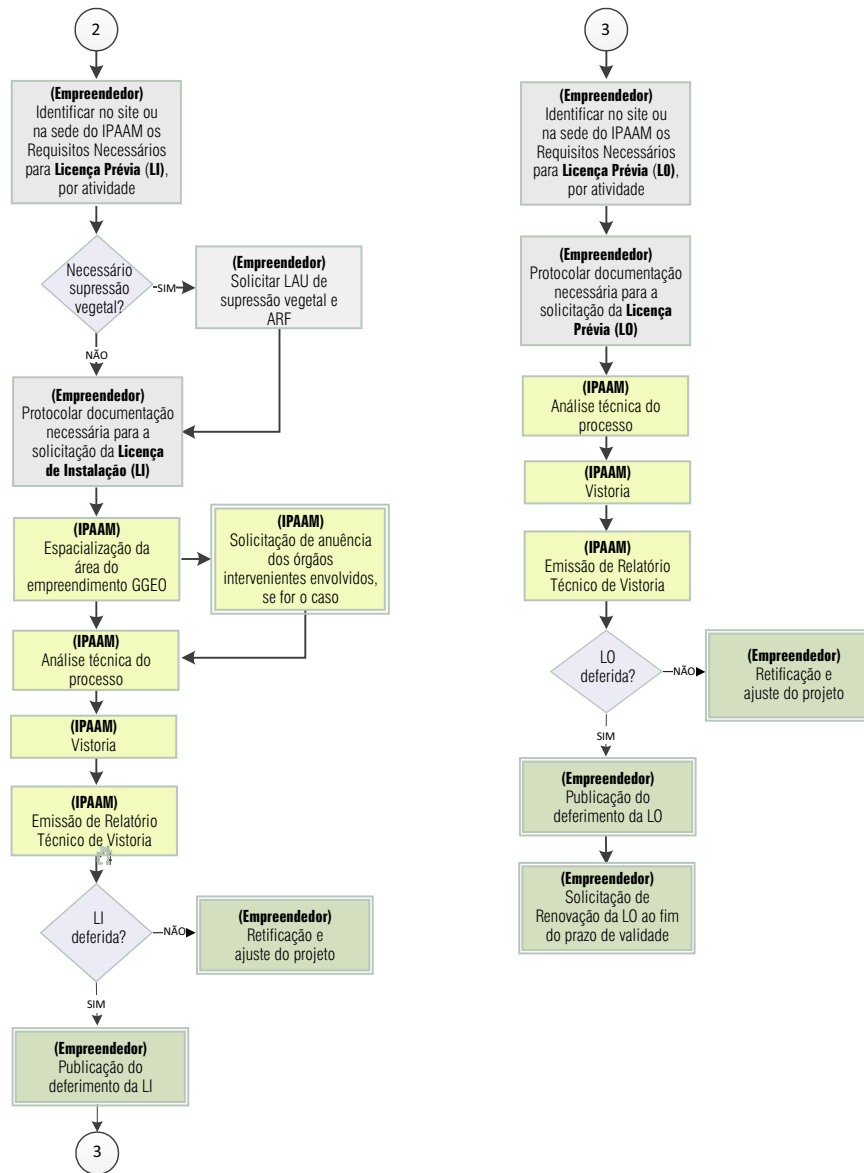 2
(Empreendedor)
Identificar no site ou
na sede do IPAAM os
Requisitos Necessários
para Licença Prévia (LI),
por atividade
Necessário
supressão
vegetal?
SIM
(Empreendedor)
Solicitar LAU de
supressão vegetal e
ARF
NÃO
(Empreendedor)
Protocolar documentação
necessária para a
solicitação da Licença
de Instalação (LI)
(IPAAM)
Espacialização da
área do
empreendimento GGEO
(IPAAM)
Solicitação de anuência
dos órgãos
intervenientes envolvidos,
se for o caso
(IPAAM)
Análise técnica do
processo
(IPAAM)
Vistoria
(IPAAM)
Emissão de Relatório
Técnico de Vistoria
LI
deferida?
NÃO
(Empreendedor)
Retificação e
ajuste do projeto
SIM
(Empreendedor)
Publicação do
deferimento da LI
3
3
(Empreendedor)
Identificar no site ou
na sede do IPAAM os
Requisitos Necessários
para Licença Prévia (LO),
por atividade
(Empreendedor)
Protocolar documentação
necessária para a
solicitação da Licença
Prévia (LO)
(IPAAM)
Análise técnica do
processo
(IPAAM)
Vistoria
(IPAAM)
Emissão de Relatório
Técnico de Vistoria
LO
deferida?
NÃO
(Empreendedor)
Retificação e
ajuste do projeto
SIM
(Empreendedor)
Publicação do
deferimento da LO
(Empreendedor)
Solicitação de
Renovação da LO ao fim
do prazo de validade